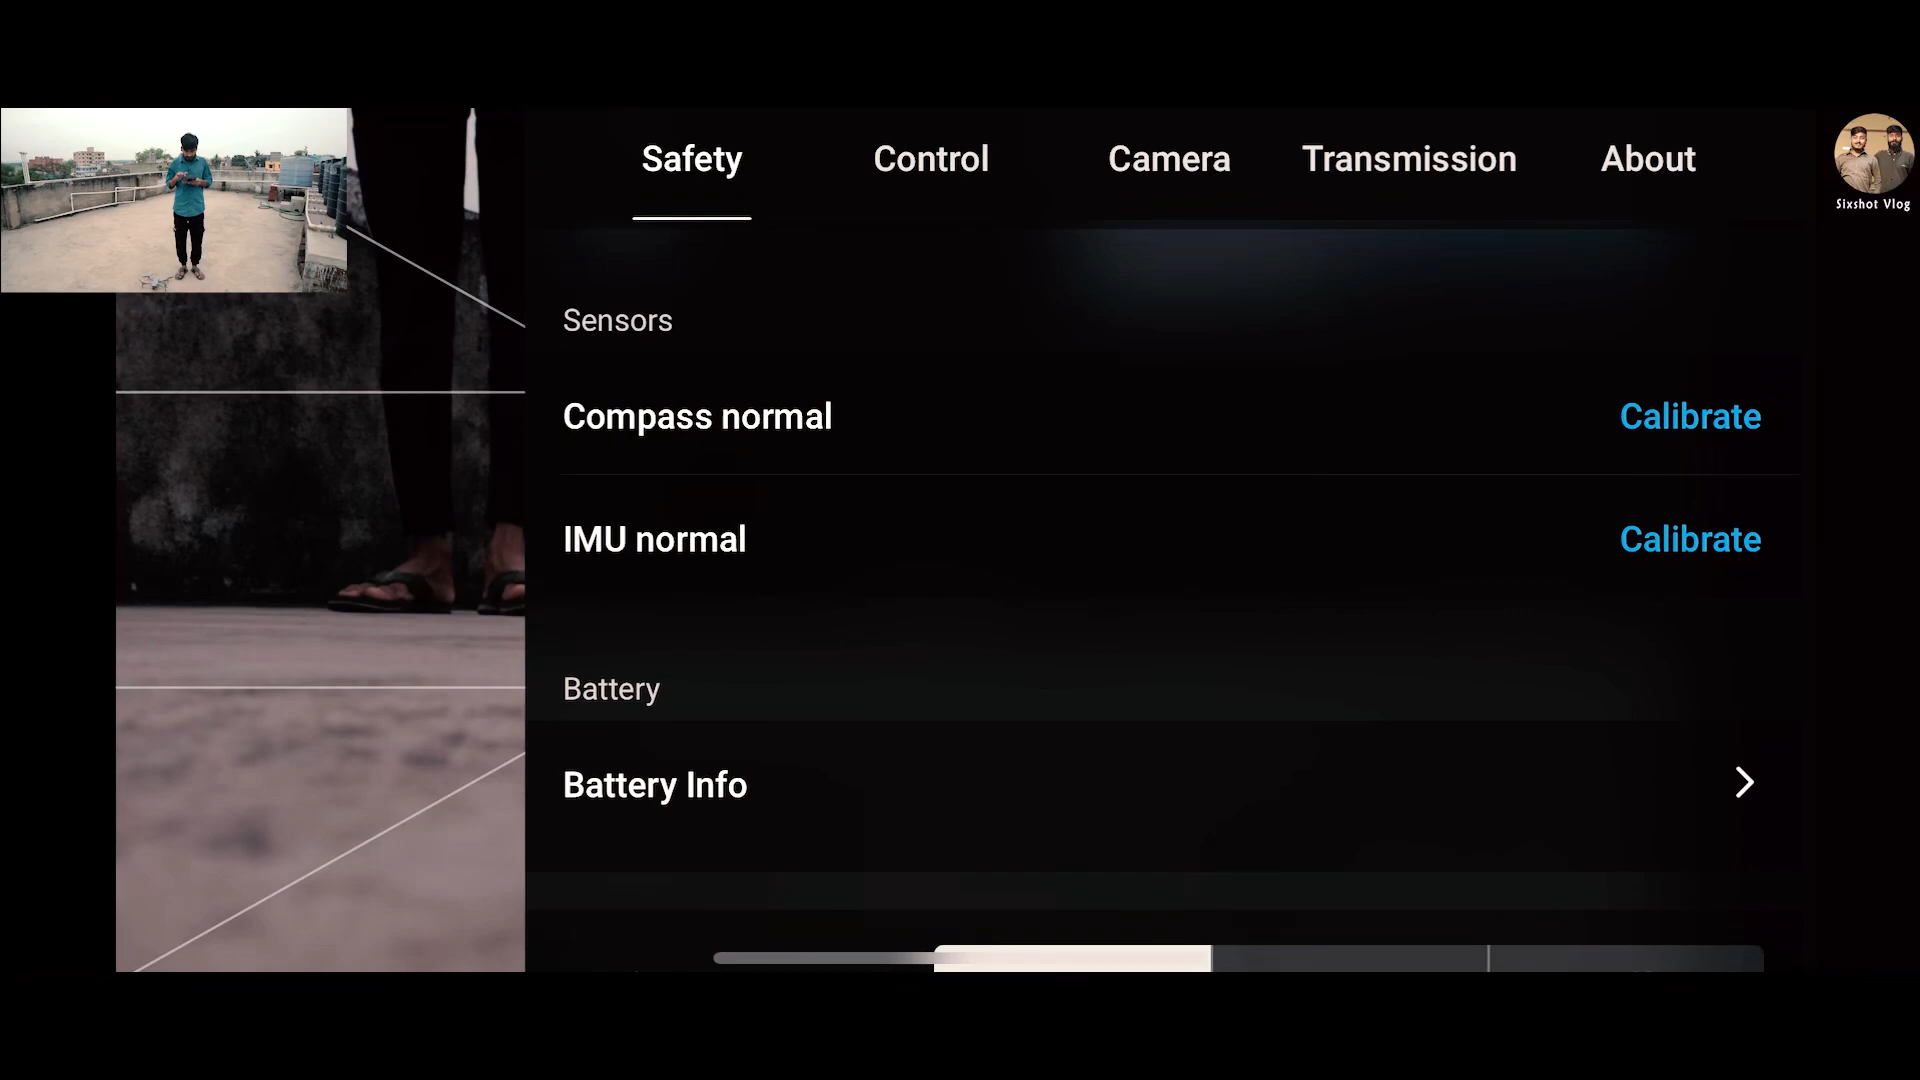 Safety Control Camera Transmission About
Sixshot Vlog
Sensors
Compass normal Calibrate
IMU normal Calibrate
Battery
Battery Info